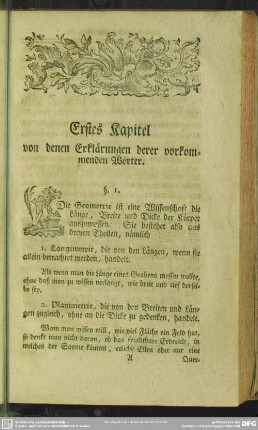 Erstes Kapitel
von denen Erklärungen derer vorkom-
menden Wörter.
§. 1.
Die Geometrie ist eine Wissenschaft die
Länge, Breite und Dicke der Körper
auszumessen. Sie bestehet also aus
dreyen Theilen, nämlich
1. Longimetrie, die von den Längen, wenn sie
allein betrachtet werden, handelt.
Als wenn man die Länge eines Grabens messen wollte,
ohne daß man zu wissen verlangt, wie breit und tief dersel-
be sey.
2. Planimetrie, die von den Breiten und Län-
gen zugleich, ohne an die Dicke zu gedenken, handelt.
Wenn man wissen will, wie viel Fläche ein Feld hat,
so denkt man nicht daran, ob das fruchtbare Erdreich, in
welches der Saame kömmt, etliche Ellen oder nur eine
A Quer-
DFG